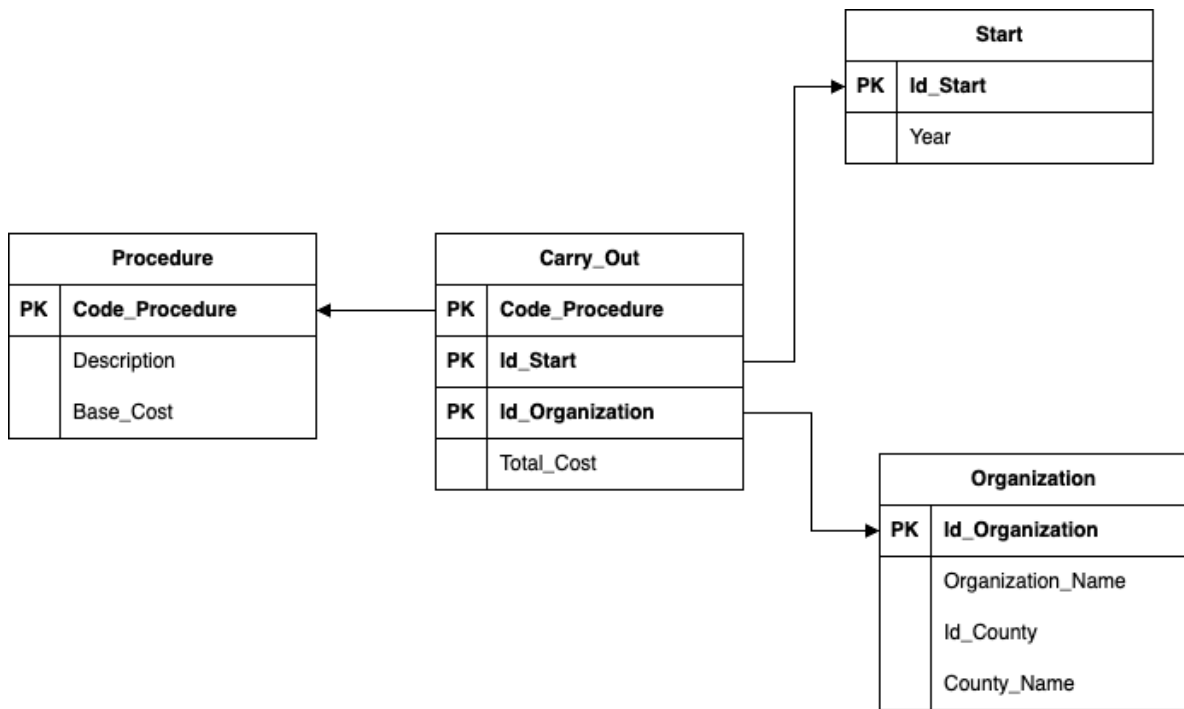 Start
PK Id_Start
Year
Procedure
PK Code_Procedure
Description
Base_Cost
Carry_Out
PK Code_Procedure
PK Id_Start
PK Id_Organization
Total_Cost
Organization
PK Id_Organization
Organization_Name
Id_County
County_Name